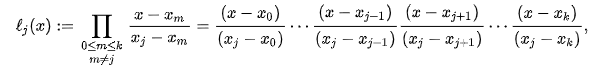 ℓ_j(x) := ∏_{0≤m≤k, m≠j} (x − x_m)/(x_j − x_m) = (x − x_0)/(x_j − x_0) ⋯ (x − x_{j−1})/(x_j − x_{j−1}) (x − x_{j+1})/(x_j − x_{j+1}) ⋯ (x − x_k)/(x_j − x_k),